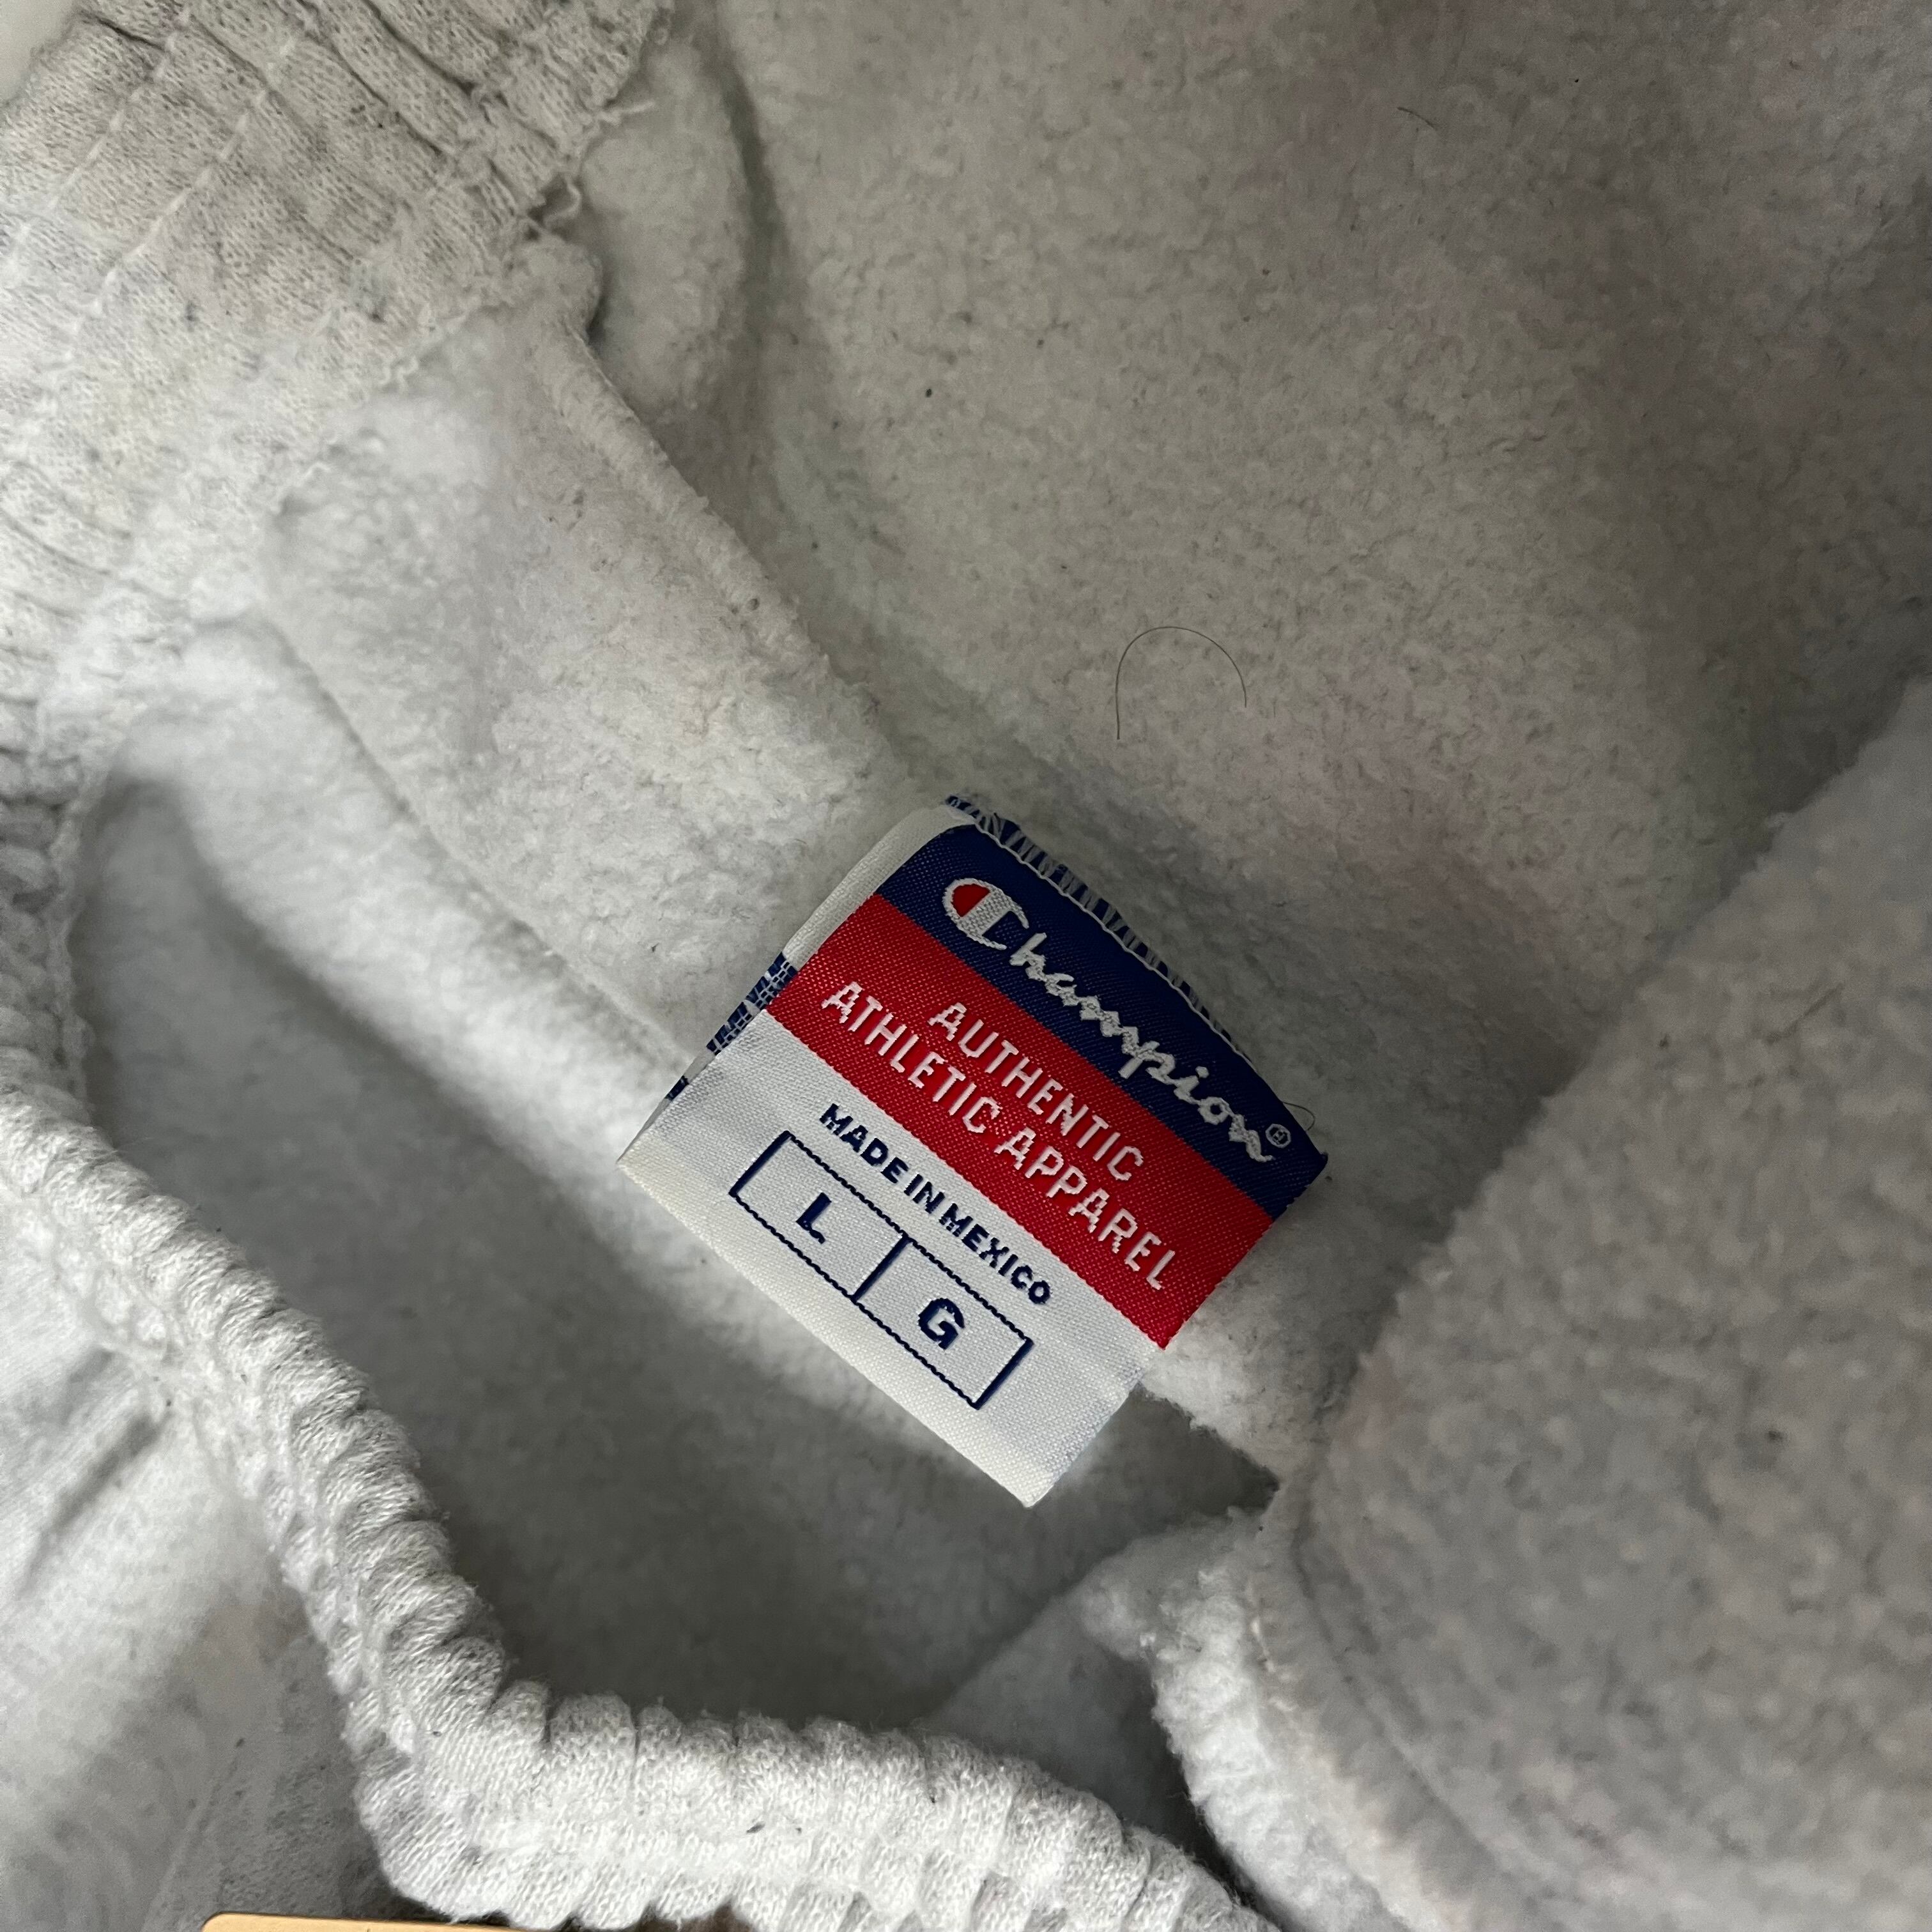 Champion®
AUTHENTIC
ATHLETIC APPAREL
MADE IN MEXICO
L G